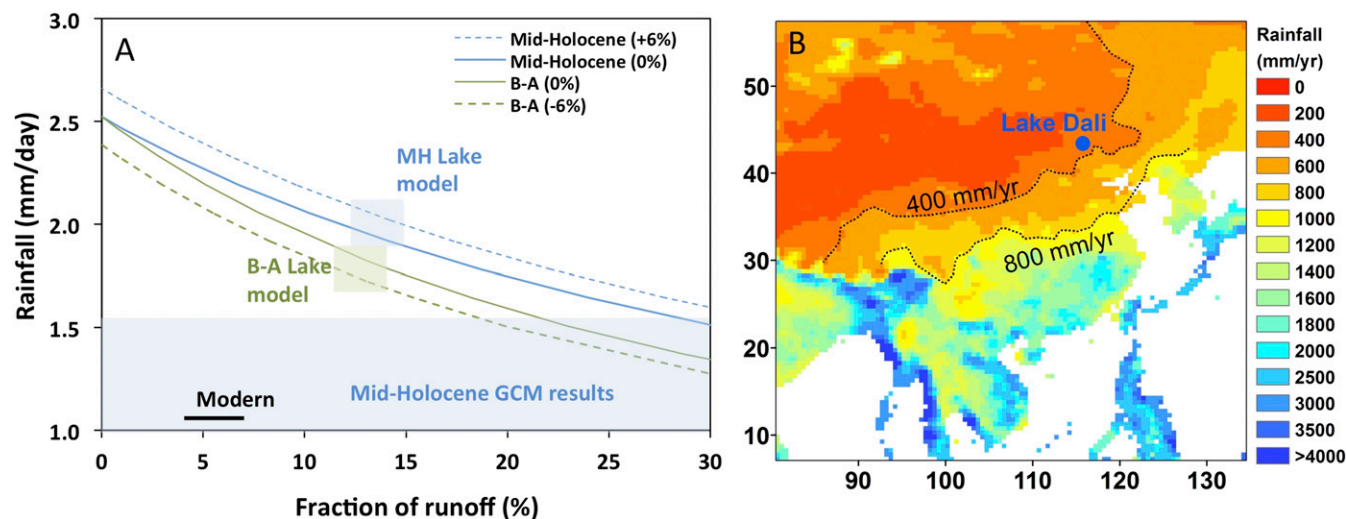 A
3.0
2.5
2.0
1.5
1.0
Rainfall (mm/day)
Mid-Holocene (+6%)
Mid-Holocene (0%)
B-A (0%)
B-A (-6%)
MH Lake
model
B-A Lake
model
Mid-Holocene GCM results
Modern
0
5
10
15
20
25
30
Fraction of runoff (%)
B
50
40
30
20
10
Lake Dali
400 mm/yr
800 mm/yr
90
100
110
120
130
Rainfall
(mm/yr)
0
200
400
600
800
1000
1200
1400
1600
1800
2000
2500
3000
3500
>4000